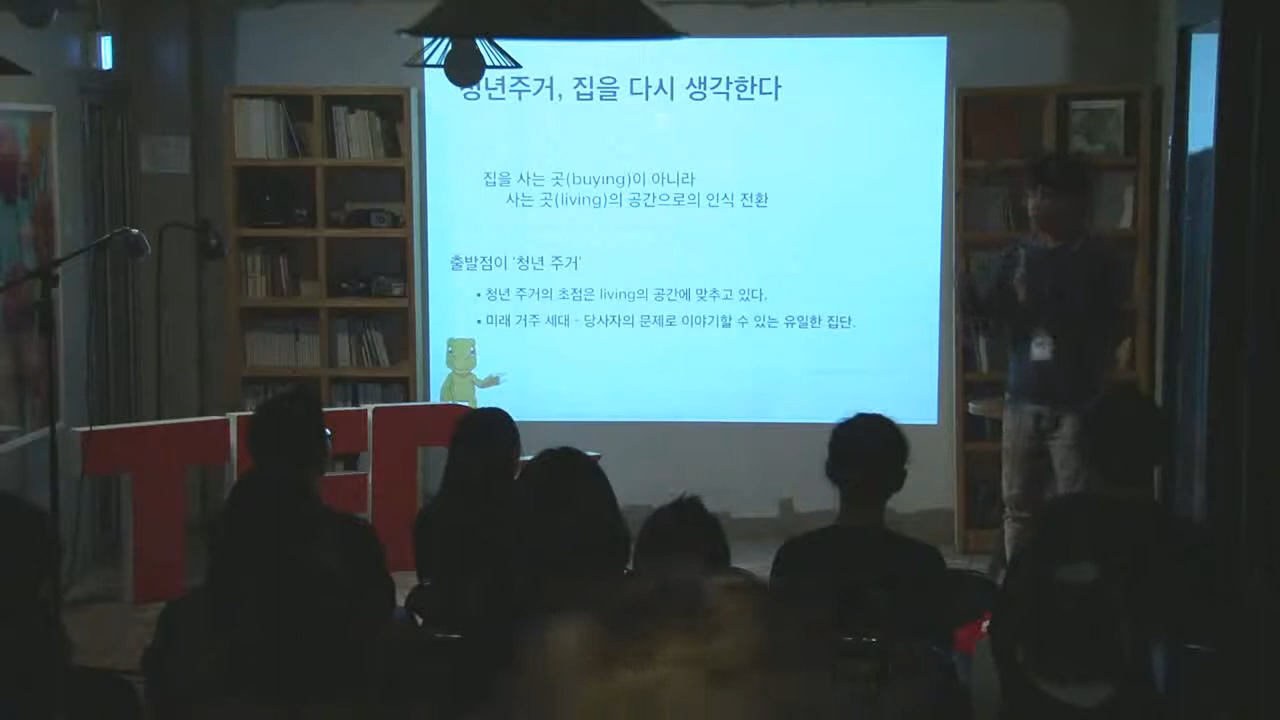 청년주거, 집을 다시 생각한다
집을 사는 곳(buying)이 아니라
사는 곳(living)의 공간으로의 인식 전환
출발점이 '청년 주거'
• 청년 주거의 초점은 living의 공간에 맞추고 있다.
• 미래 거주 세대 - 당사자의 문제로 이야기할 수 있는 유일한 집단.
TED